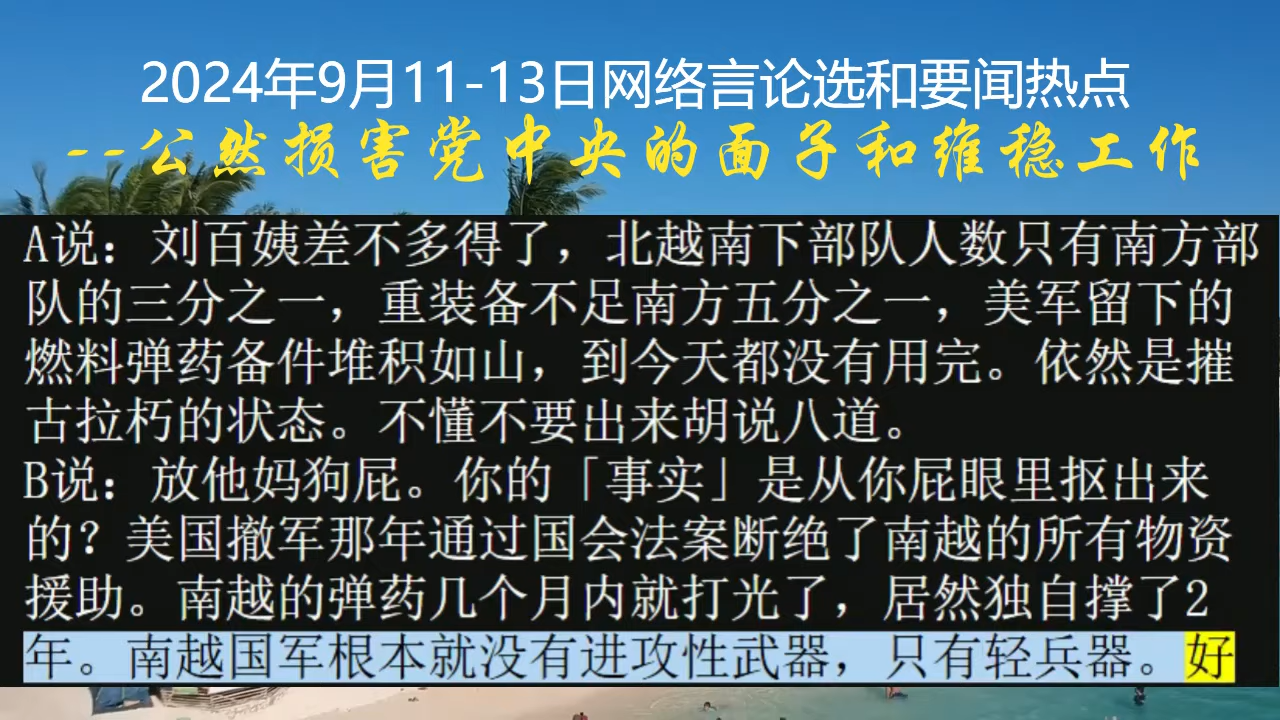 2024年9月11-13日网络言论选和要闻热点
--公然损害党中央的面子和维稳工作
A说：刘百姨差不多得了，北越南下部队人数只有南方部
队的三分之一，重装备不足南方五分之一，美军留下的
燃料弹药备件堆积如山，到今天都没有用完。依然是摧
古拉朽的状态。不懂不要出来胡说八道。
B说：放他妈狗屁。你的「事实」是从你屁眼里抠出来
的？美国撤军那年通过国会法案断绝了南越的所有物资
援助。南越的弹药几个月内就打光了，居然独自撑了2
年。南越国军根本就没有进攻性武器，只有轻兵器。好